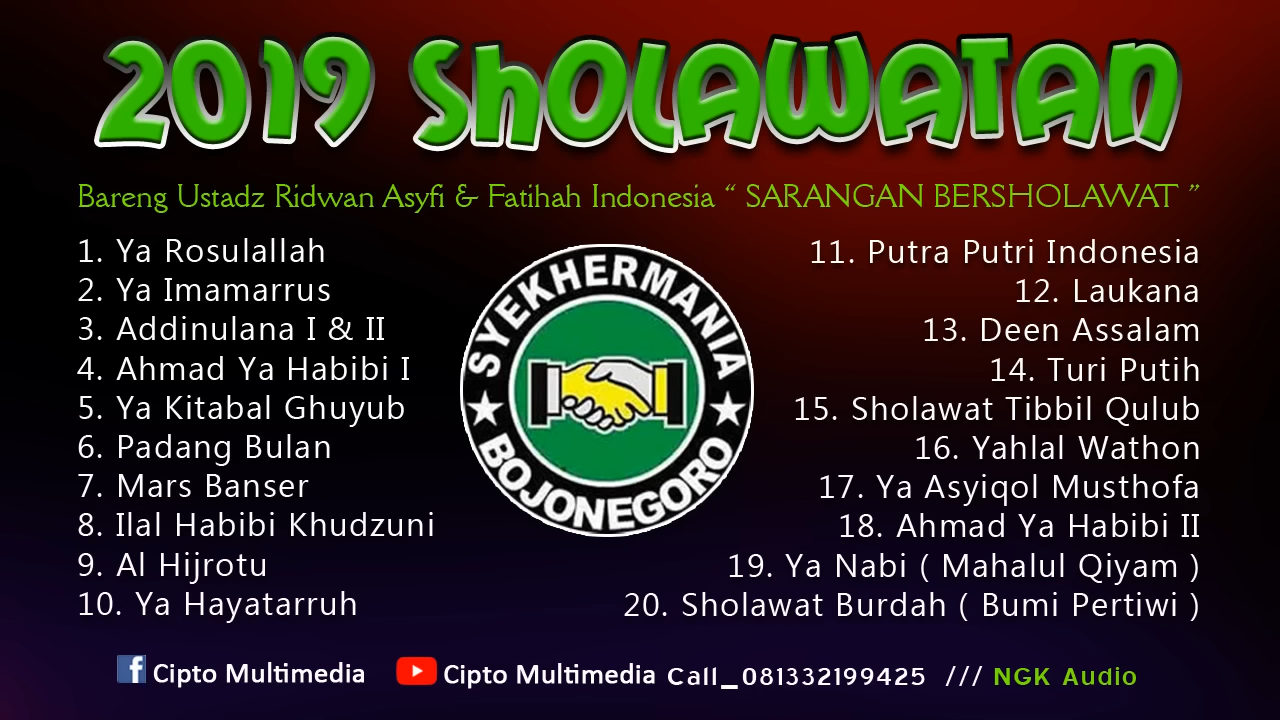 2019 ShOLAWATAN
Bareng Ustadz Ridwan Asyfi & Fatihah Indonesia “ SARANGAN BERSHOLAWAT ”
1. Ya Rosulallah
2. Ya Imamarrus
3. Addinulana I & II
4. Ahmad Ya Habibi I
5. Ya Kitabal Ghuyub
6. Padang Bulan
7. Mars Banser
8. Ilal Habibi Khudzuni
9. Al Hijrotu
10. Ya Hayatarruh
SYEKHERMANIA
BOJONEGORO
11. Putra Putri Indonesia
12. Laukana
13. Deen Assalam
14. Turi Putih
15. Sholawat Tibbil Qulub
16. Yahlal Wathon
17. Ya Asyiqol Musthofa
18. Ahmad Ya Habibi II
19. Ya Nabi ( Mahalul Qiyam )
20. Sholawat Burdah ( Bumi Pertiwi )
f Cipto Multimedia Cipto Multimedia Call_081332199425 /// NGK Audio